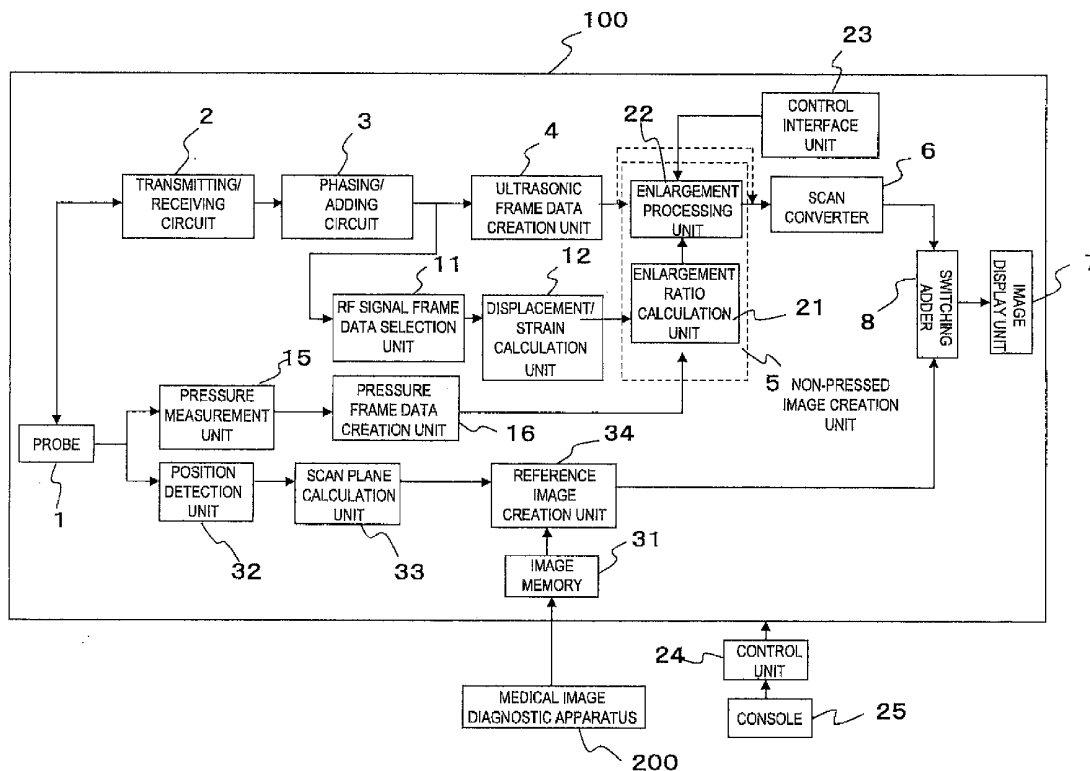 100
23
CONTROL
INTERFACE
UNIT
2
3
4
22
6
TRANSMITTING/
RECEIVING
CIRCUIT
PHASING/
ADDING
CIRCUIT
ULTRASONIC
FRAME DATA
CREATION UNIT
ENLARGEMENT
PROCESSING
UNIT
SCAN
CONVERTER
11
12
RF SIGNAL FRAME
DATA SELECTION
UNIT
DISPLACEMENT/
STRAIN
CALCULATION
UNIT
ENLARGEMENT
RATIO
CALCULATION
UNIT
21
8
SWITCHING
ADDER
IMAGE
DISPLAY UNIT
7
5
NON-PRESSED
IMAGE CREATION
UNIT
15
PRESSURE
MEASUREMENT
UNIT
PRESSURE
FRAME DATA
CREATION UNIT
16
PROBE
1
POSITION
DETECTION
UNIT
32
SCAN PLANE
CALCULATION
UNIT
33
34
REFERENCE
IMAGE
CREATION UNIT
31
IMAGE
MEMORY
24
CONTROL
UNIT
MEDICAL IMAGE
DIAGNOSTIC APPARATUS
200
CONSOLE
25